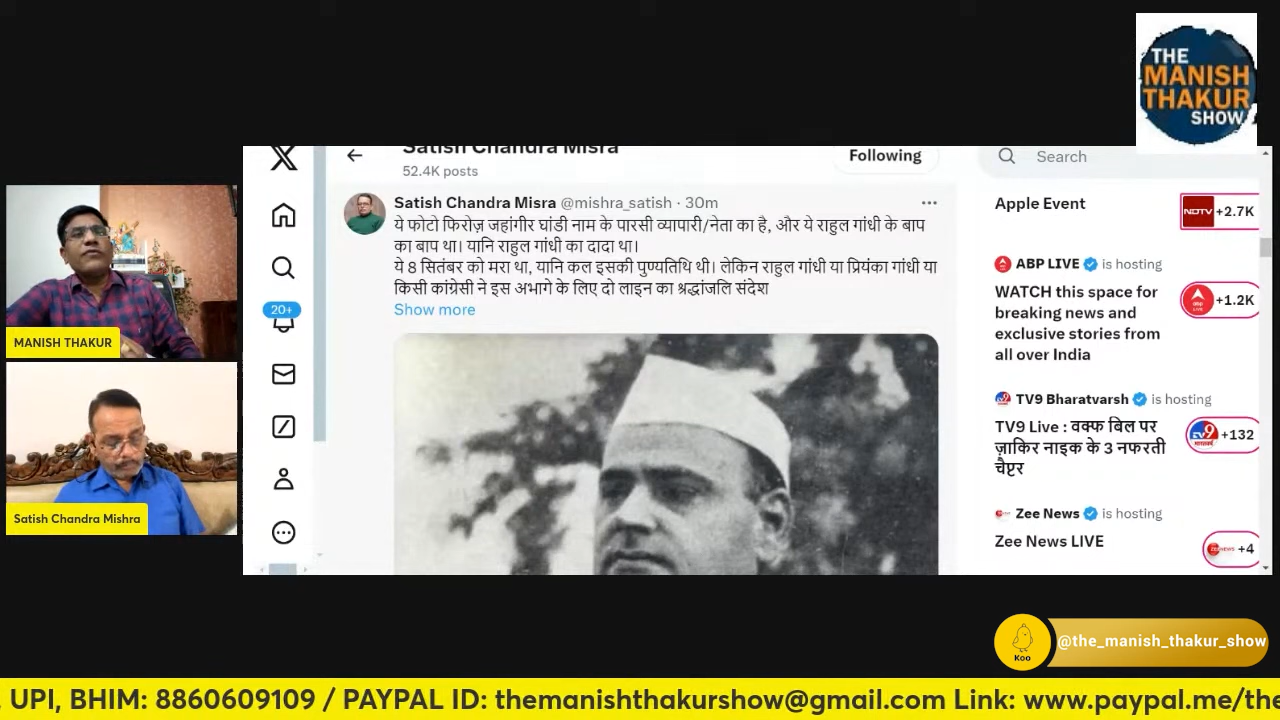 THE
MANISH
THAKUR
SHOW
Satish Chandra Misra
52.4K posts
Following
Search
Satish Chandra Misra @mishra_satish · 30m
ये फोटो फिरोज़ जहांगीर घांडी नाम के पारसी व्यापारी/नेता का है, और ये राहुल गांधी के बाप
का बाप था। यानि राहुल गांधी का दादा था।
ये 8 सितंबर को मरा था, यानि कल इसकी पुण्यतिथि थी। लेकिन राहुल गांधी या प्रियंका गांधी या
किसी कांग्रेसी ने इस अभागे के लिए दो लाइन का श्रद्धांजलि संदेश
Show more
20+
Apple Event
NDTV +2.7K
ABP LIVE is hosting
WATCH this space for
breaking news and
exclusive stories from
all over India
abp LIVE +1.2K
TV9 Bharatvarsh is hosting
TV9 Live : वक्फ बिल पर
ज़ाकिर नाइक के 3 नफरती
चैप्टर
TV9 +132
Zee News is hosting
Zee News LIVE
+4
MANISH THAKUR
Satish Chandra Mishra
Koo
@the_manish_thakur_show
UPI, BHIM: 8860609109 / PAYPAL ID: themanishthakurshow@gmail.com Link: www.paypal.me/the